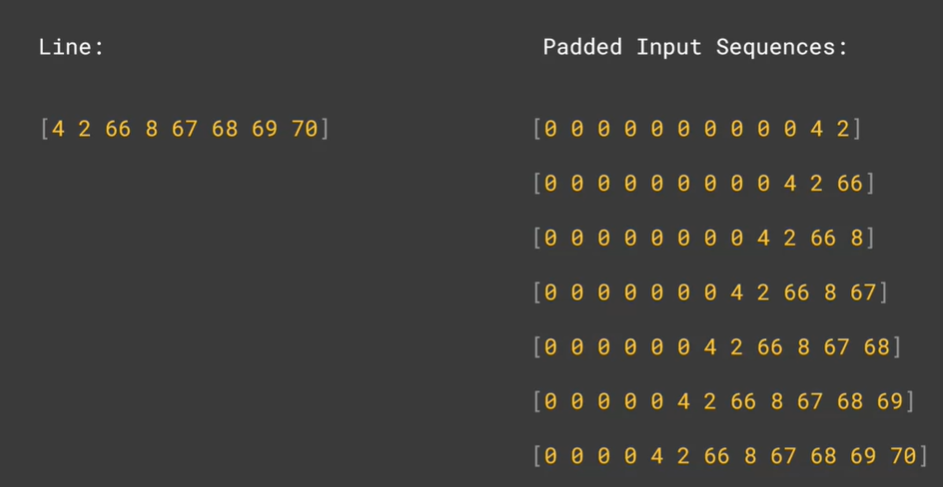 Line:
Padded Input Sequences:
[4 2 66 8 67 68 69 70]
[0 0 0 0 0 0 0 0 0 0 4 2]
[0 0 0 0 0 0 0 0 0 4 2 66]
[0 0 0 0 0 0 0 0 4 2 66 8]
[0 0 0 0 0 0 0 4 2 66 8 67]
[0 0 0 0 0 0 4 2 66 8 67 68]
[0 0 0 0 0 4 2 66 8 67 68 69]
[0 0 0 0 4 2 66 8 67 68 69 70]